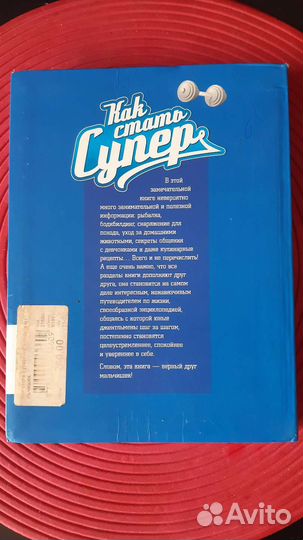 Как
стать
Супер
В этой
замечательной
книге невероятно
много занимательной и полезной
информации: рыбалка,
бодибилдинг, снаряжение для
похода, уход за домашними
животными, секреты общения
с девчонками и даже кулинарные
рецепты... Всего и не перечислить!
А еще очень важно, что все
разделы книги дополняют друг
друга, она становится на самом
деле интересным, ненавязчивым
путеводителем по жизни,
своеобразной энциклопедией,
общаясь с которой юные
джентльмены шаг за шагом,
постепенно становятся
целеустремленнее, спокойнее
и увереннее в себе.
Словом, эта книга — верный друг
мальчишек!
Avito